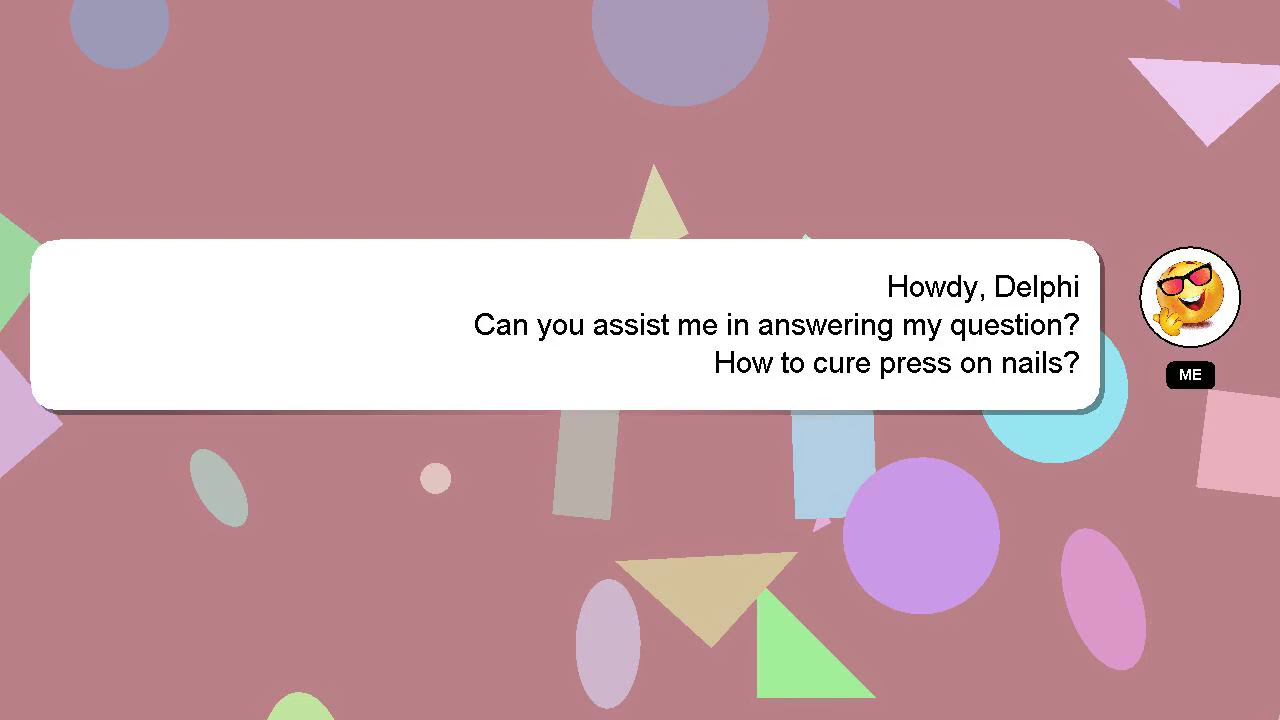 Howdy, Delphi
Can you assist me in answering my question?
How to cure press on nails?
ME